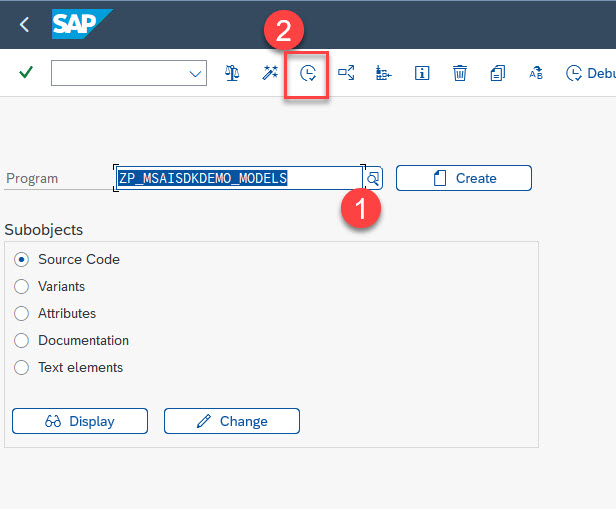 SAP
2
Debu
Program
ZP_MSAISDKDEMO_MODELS
Create
1
Subobjects
Source Code
Variants
Attributes
Documentation
Text elements
Display
Change